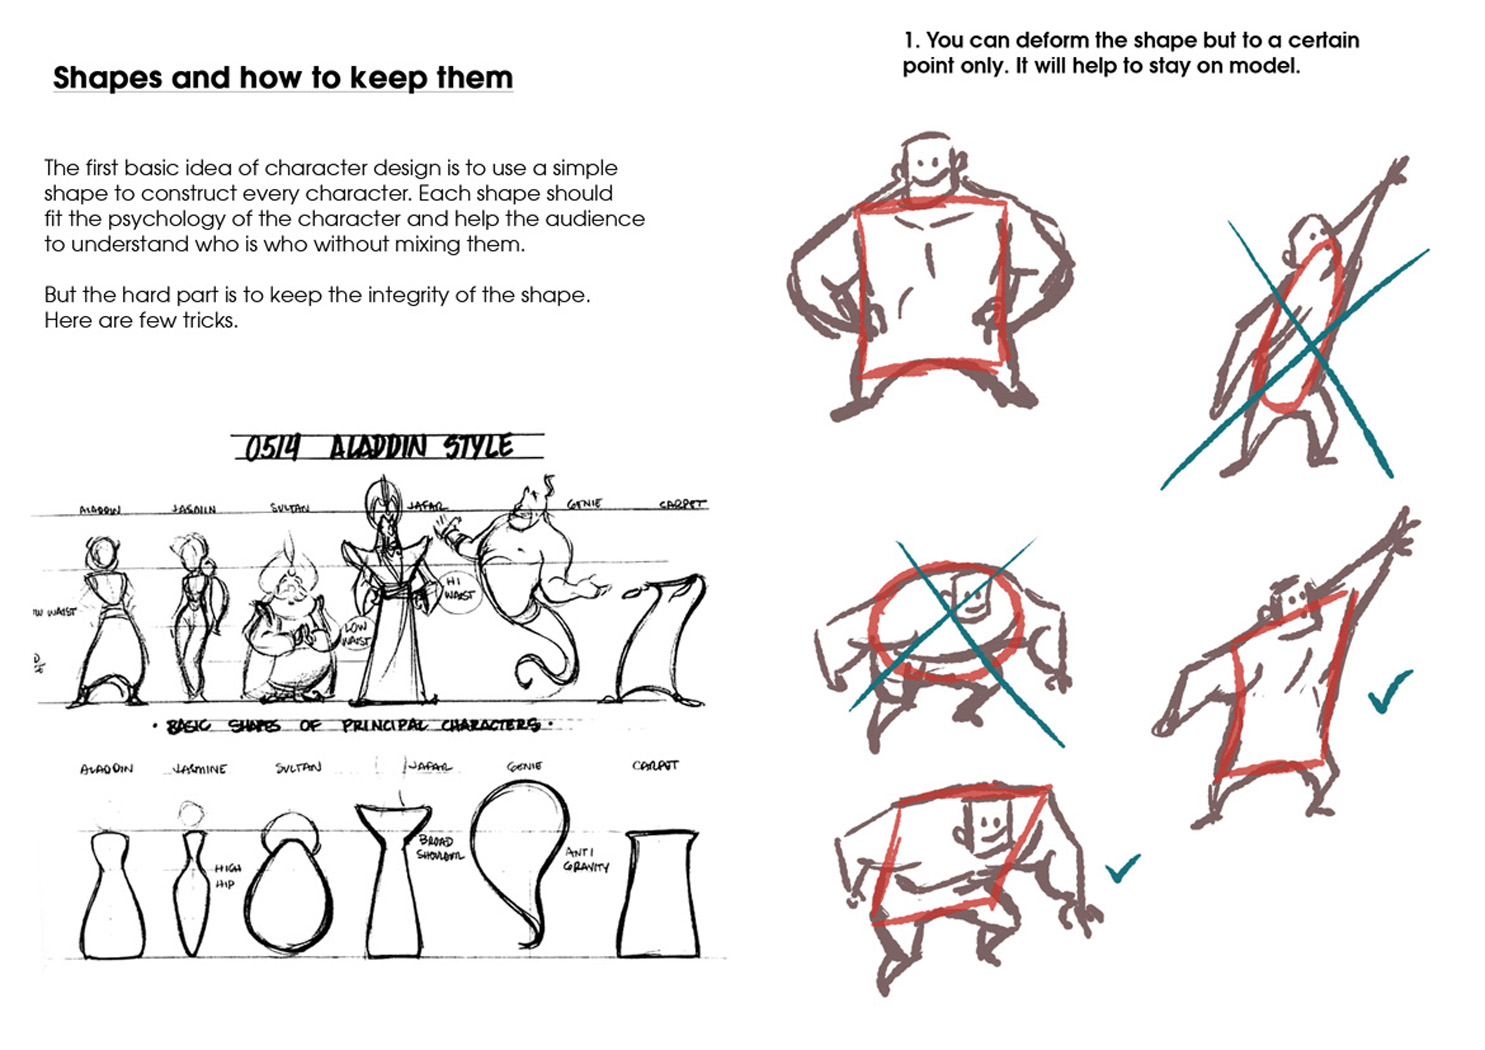 Shapes and how to keep them
The first basic idea of character design is to use a simple
shape to construct every character. Each shape should
fit the psychology of the character and help the audience
to understand who is who without mixing them.
But the hard part is to keep the integrity of the shape.
Here are few tricks.
0514 ALADDIN STYLE
ALADDIN JASMIN SULTAN JAFAR GENIE CARPET
WAIST
HI
WAIST
LOW
WAIST
• BASIC SHAPES OF PRINCIPAL CHARACTERS •
ALADDIN JASMINE SULTAN JAFAR GENIE CARPET
HIGH
HIP
BROAD
SHOULDER
ANTI
GRAVITY
1. You can deform the shape but to a certain
point only. It will help to stay on model.